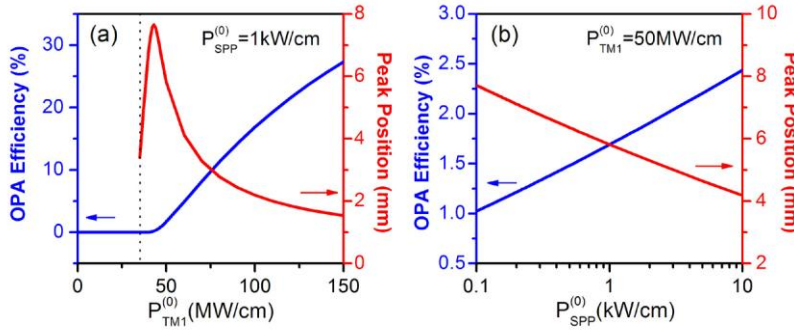 (a)
P_SPP^(0)=1kW/cm
OPA Efficiency (%)
30
20
10
0
8
6
4
2
0
Peak Position (mm)
0 50 100 150
P_TM1^(0)(MW/cm)
(b)
P_TM1^(0)=50MW/cm
OPA Efficiency (%)
3.0
2.5
2.0
1.5
1.0
0.5
10
8
6
4
2
Peak Position (mm)
0.1 1 10
P_SPP^(0)(kW/cm)